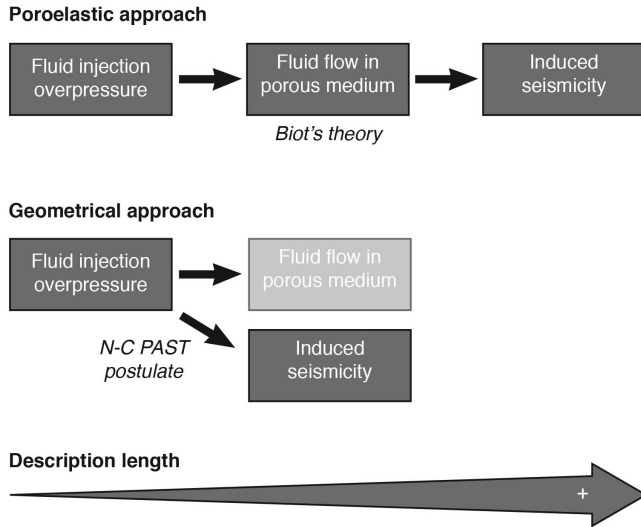 Poroelastic approach
Fluid injection
overpressure
Fluid flow in
porous medium
Induced
seismicity
Biot's theory
Geometrical approach
Fluid injection
overpressure
Fluid flow in
porous medium
N-C PAST
postulate
Induced
seismicity
Description length
+